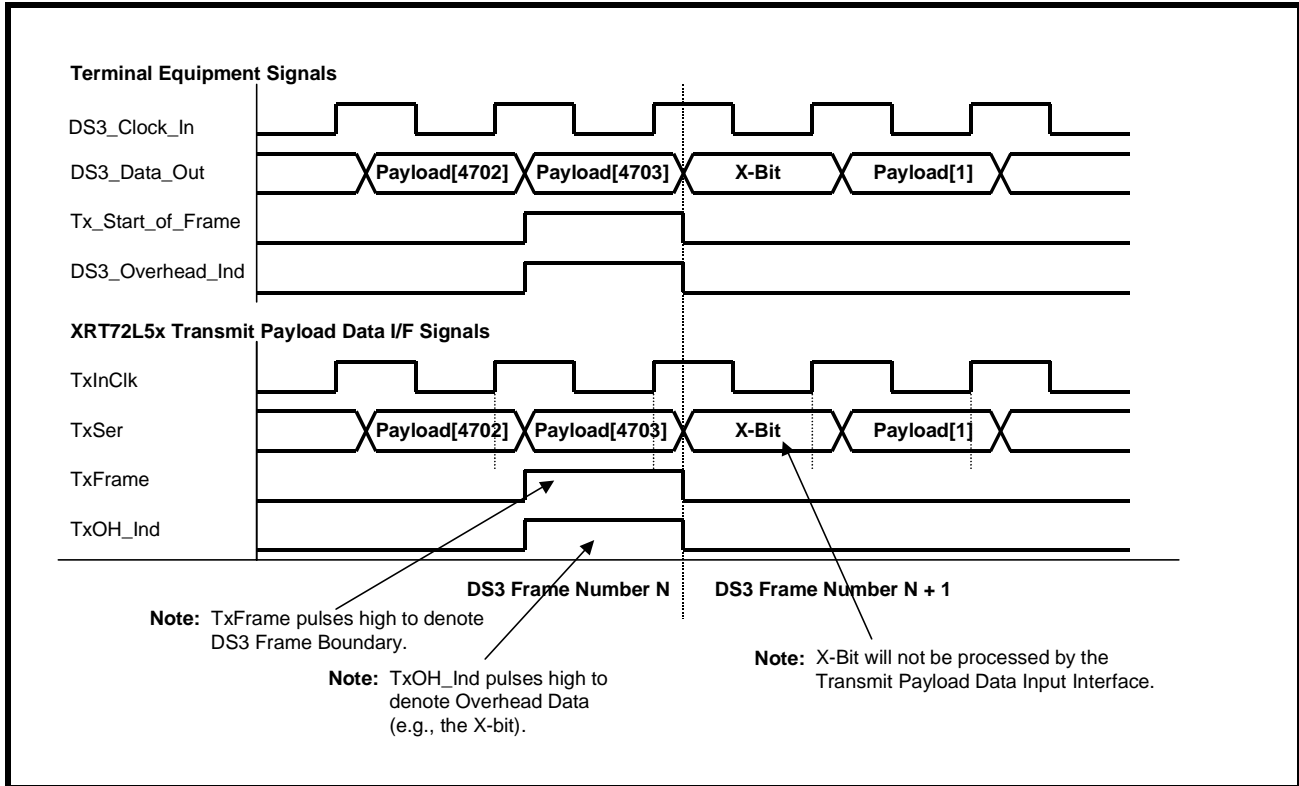 Terminal Equipment Signals
DS3_Clock_In
DS3_Data_Out
Payload[4702] Payload[4703] X-Bit Payload[1]
Tx_Start_of_Frame
DS3_Overhead_Ind
XRT72L5x Transmit Payload Data I/F Signals
TxInClk
TxSer
Payload[4702] Payload[4703] X-Bit Payload[1]
TxFrame
TxOH_Ind
DS3 Frame Number N DS3 Frame Number N + 1
Note: TxFrame pulses high to denote
DS3 Frame Boundary.
Note: TxOH_Ind pulses high to
denote Overhead Data
(e.g., the X-bit).
Note: X-Bit will not be processed by the
Transmit Payload Data Input Interface.